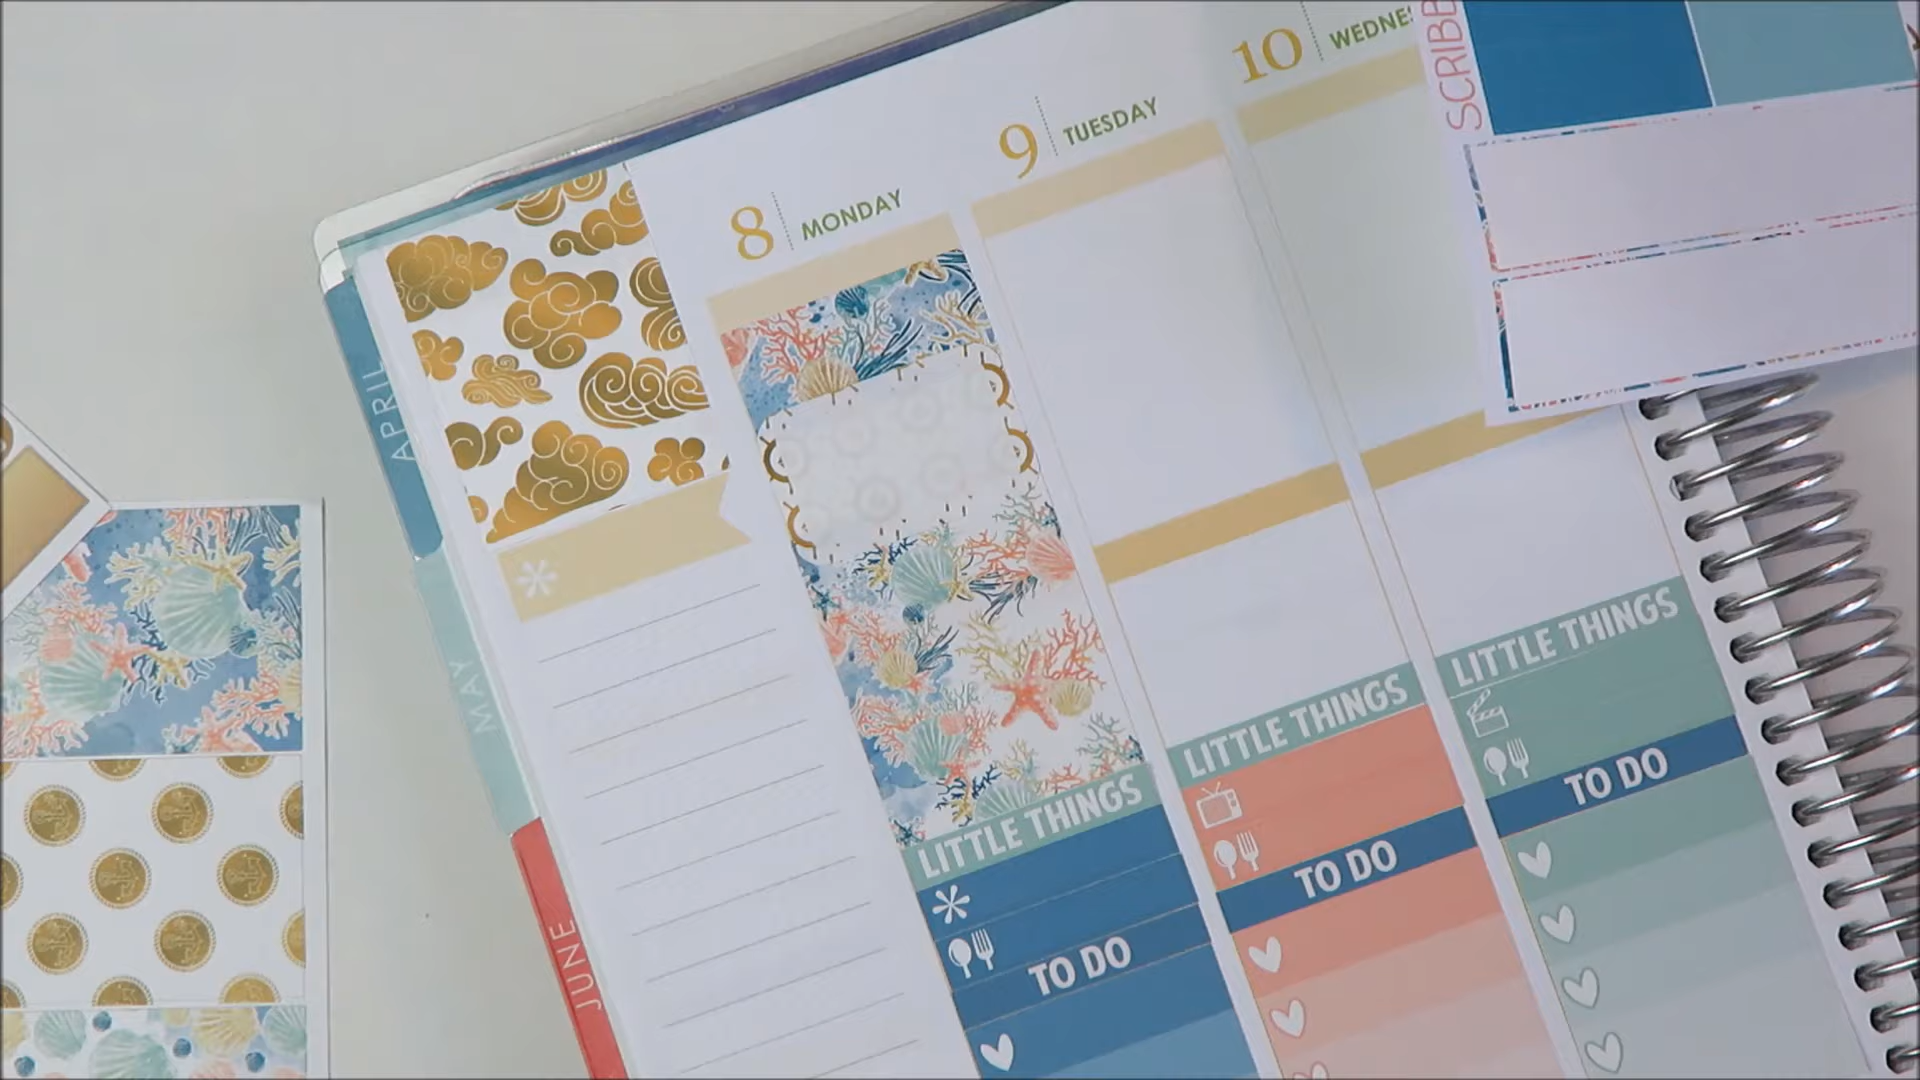 8 MONDAY
9 TUESDAY
10 WEDNES
SCRIBB
APRIL
MAY
JUNE
LITTLE THINGS
TO DO
LITTLE THINGS
TO DO
LITTLE THINGS
TO DO